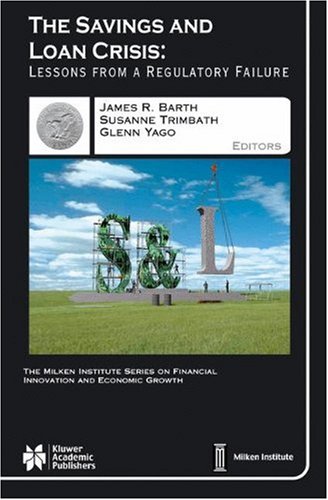 THE SAVINGS AND
LOAN CRISIS:
LESSONS FROM A REGULATORY FAILURE
JAMES R. BARTH
SUSANNE TRIMBATH
GLENN YAGO
EDITORS
S&L
THE MILKEN INSTITUTE SERIES ON FINANCIAL
INNOVATION AND ECONOMIC GROWTH
Kluwer
Academic
Publishers
Milken Institute